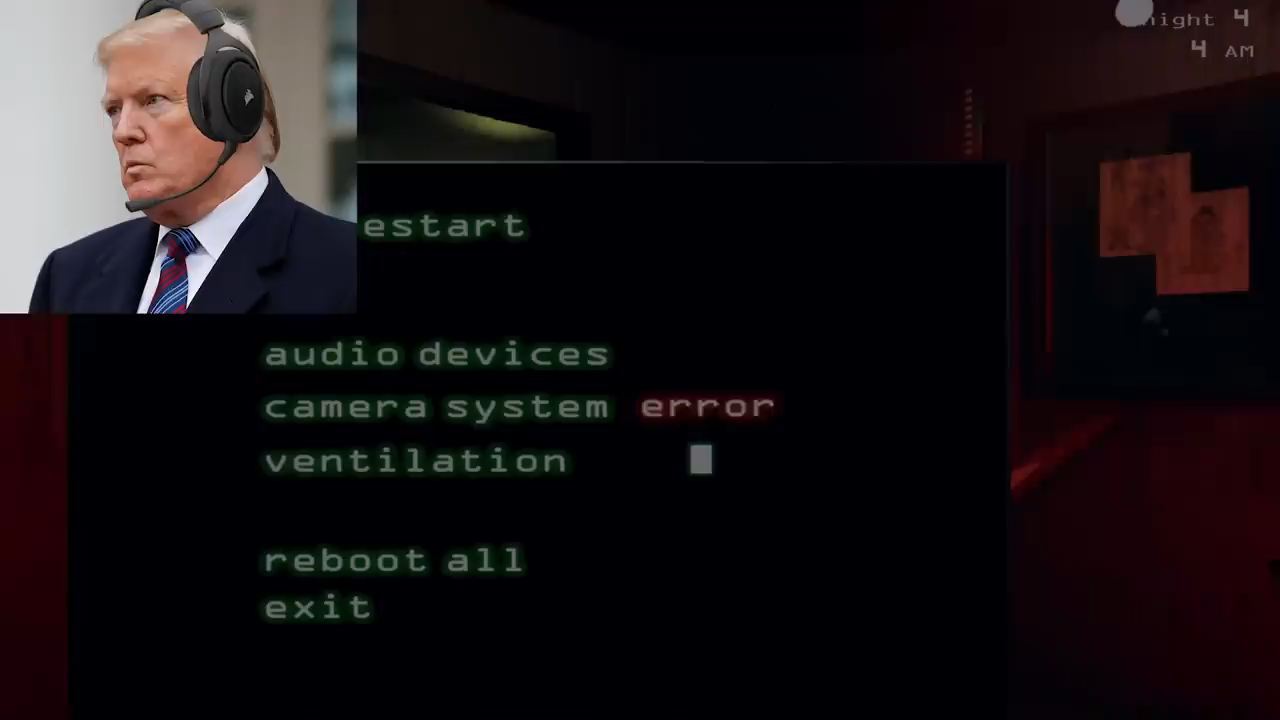 night 4
4 AM
estart
audio devices
camera system error
ventilation
reboot all
exit